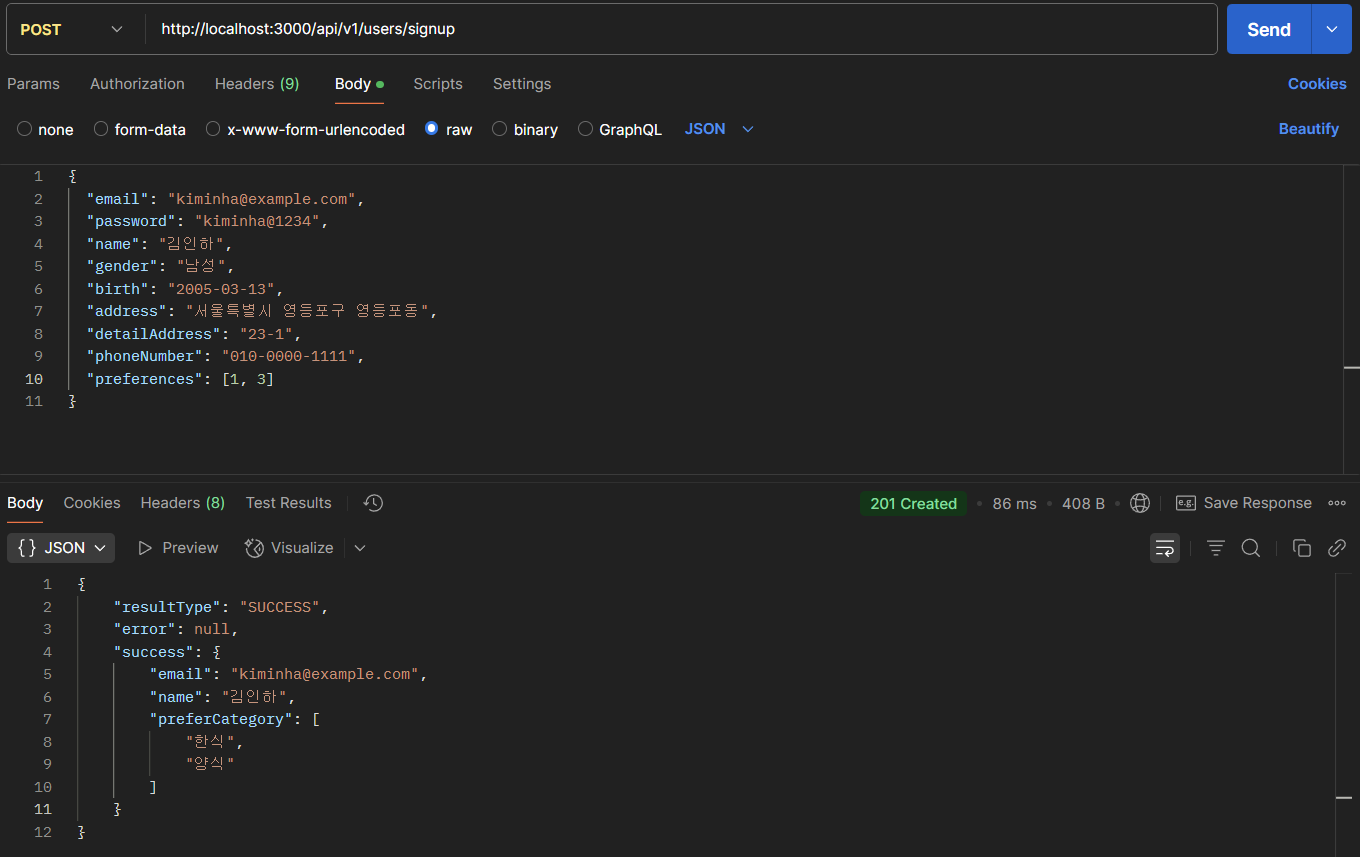 POST http://localhost:3000/api/v1/users/signup Send
Params Authorization Headers (9) Body Scripts Settings Cookies
none form-data x-www-form-urlencoded raw binary GraphQL JSON Beautify
1 {
2 "email": "kiminha@example.com",
3 "password": "kiminha@1234",
4 "name": "김인하",
5 "gender": "남성",
6 "birth": "2005-03-13",
7 "address": "서울특별시 영등포구 영등포동",
8 "detailAddress": "23-1",
9 "phoneNumber": "010-0000-1111",
10 "preferences": [1, 3]
11 }
Body Cookies Headers (8) Test Results 201 Created • 86 ms • 408 B • e.g. Save Response
{} JSON Preview Visualize
1 {
2 "resultType": "SUCCESS",
3 "error": null,
4 "success": {
5 "email": "kiminha@example.com",
6 "name": "김인하",
7 "preferCategory": [
8 "한식",
9 "양식"
10 ]
11 }
12 }